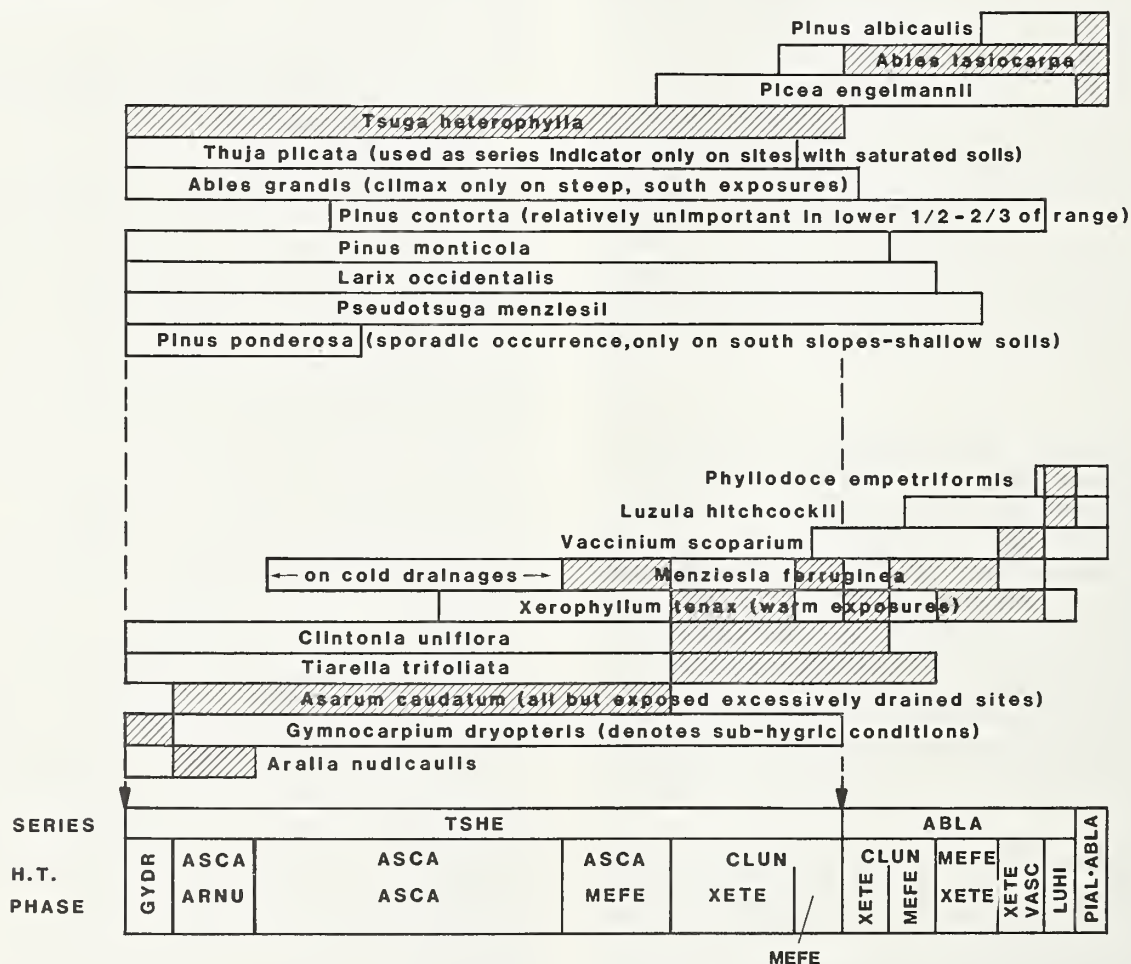 Pinus albicaulis
Abies lasiocarpa
Picea engelmannii
Tsuga heterophylla
Thuja plicata (used as series indicator only on sites with saturated soils)
Abies grandis (climax only on steep, south exposures)
Pinus contorta (relatively unimportant in lower 1/2-2/3 of range)
Pinus monticola
Larix occidentalis
Pseudotsuga menziesii
Pinus ponderosa (sporadic occurrence, only on south slopes-shallow soils)
Phyllodoce empetriformis
Luzula hitchcockii
Vaccinium scoparium
← on cold drainages → Menziesia ferruginea
Xerophyllum tenax (warm exposures)
Clintonia uniflora
Tiarella trifoliata
Asarum caudatum (all but exposed excessively drained sites)
Gymnocarpium dryopteris (denotes sub-hygric conditions)
Aralia nudicaulis
SERIES TSHE ABLA PIAL·ABLA
H.T. GYDR ASCA ASCA ASCA CLUN CLUN MEFE XETE LUHI
PHASE ARNU ASCA MEFE XETE XETE MEFE XETE VASC
MEFE